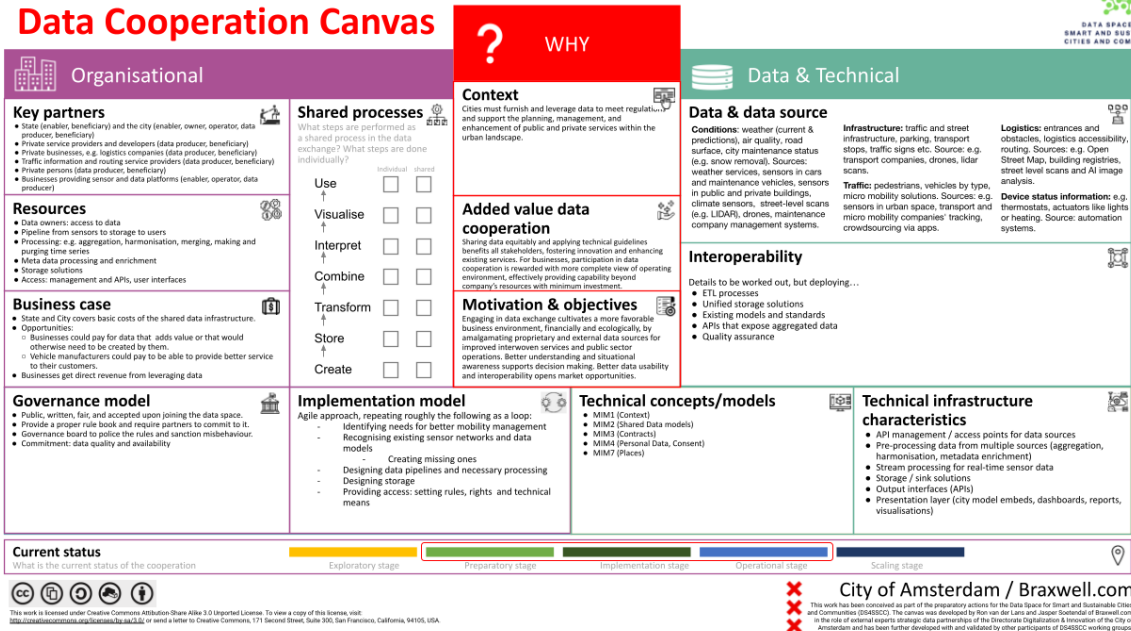 Data Cooperation Canvas
WHY
DATA SPACE
SMART AND SUS
CITIES AND COM
Organisational
Data & Technical
Key partners
● State (enabler, beneficiary) and the city (enabler, owner, operator, data
producer, beneficiary)
● Private service providers and developers (data producer, beneficiary)
● Private businesses, e.g. logistics companies (data producer, beneficiary)
● Traffic information and routing service providers (data producer, beneficiary)
● Private persons (data producer, beneficiary)
● Businesses providing sensor and data platforms (enabler, operator, data
producer)
Resources
● Data owners: access to data
● Pipeline from sensors to storage to users
● Processing: e.g. aggregation, harmonisation, merging, making and
purging time series
● Meta data processing and enrichment
● Storage solutions
● Access: management and APIs, user interfaces
Business case
● State and City covers basic costs of the shared data infrastructure.
● Opportunities:
○ Businesses could pay for data that adds value or that would
otherwise need to be created by them.
○ Vehicle manufacturers could pay to be able to provide better service
to their customers.
● Businesses get direct revenue from leveraging data
Shared processes
What steps are performed as
a shared process in the data
exchange? What steps are done
individually?
Individual shared
Use
Visualise
Interpret
Combine
Transform
Store
Create
Context
Cities must furnish and leverage data to meet regulations
and support the planning, management, and
enhancement of public and private services within the
urban landscape.
Added value data
cooperation
Sharing data equitably and applying technical guidelines
benefits all stakeholders, fostering innovation and enhancing
existing services. For businesses, participation in data
cooperation is rewarded with more complete view of operating
environment, effectively providing capability beyond
company's resources with minimum investment.
Motivation & objectives
Engaging in data exchange cultivates a more favorable
business environment, financially and ecologically, by
amalgamating proprietary and external data sources for
improved interwoven services and public sector
operations. Better understanding and situational
awareness supports decision making. Better data usability
and interoperability opens market opportunities.
Data & data source
Conditions: weather (current &
predictions), air quality, road
surface, city maintenance status
(e.g. snow removal). Sources:
weather services, sensors in cars
and maintenance vehicles, sensors
in public and private buildings,
climate sensors, street-level scans
(e.g. LIDAR), drones, maintenance
company management systems.
Infrastructure: traffic and street
infrastructure, parking, transport
stops, traffic signs etc. Source: e.g.
transport companies, drones, lidar
scans.
Traffic: pedestrians, vehicles by type,
micro mobility solutions. Sources: e.g.
sensors in urban space, transport and
micro mobility companies' tracking,
crowdsourcing via apps.
Logistics: entrances and
obstacles, logistics accessibility,
routing. Sources: e.g. Open
Street Map, building registries,
street level scans and AI image
analysis.
Device status information: e.g.
thermostats, actuators like lights
or heating. Source: automation
systems.
Interoperability
Details to be worked out, but deploying…
● ETL processes
● Unified storage solutions
● Existing models and standards
● APIs that expose aggregated data
● Quality assurance
Governance model
● Public, written, fair, and accepted upon joining the data space.
● Provide a proper rule book and require partners to commit to it.
● Governance board to police the rules and sanction misbehaviour.
● Commitment: data quality and availability
Implementation model
Agile approach, repeating roughly the following as a loop:
- Identifying needs for better mobility management
- Recognising existing sensor networks and data
models
- Creating missing ones
- Designing data pipelines and necessary processing
- Designing storage
- Providing access: setting rules, rights and technical
means
Technical concepts/models
● MIM1 (Context)
● MIM2 (Shared Data models)
● MIM3 (Contracts)
● MIM4 (Personal Data, Consent)
● MIM7 (Places)
Technical infrastructure
characteristics
● API management / access points for data sources
● Pre-processing data from multiple sources (aggregation,
harmonisation, metadata enrichment)
● Stream processing for real-time sensor data
● Storage / sink solutions
● Output interfaces (APIs)
● Presentation layer (city model embeds, dashboards, reports,
visualisations)
Current status
What is the current status of the cooperation
Exploratory stage
Preparatory stage
Implementation stage
Operational stage
Scaling stage
This work is licensed under Creative Commons Attibution-Share Alike 3.0 Unported License. To view a copy of this license, visit:
http://creativecommons.org/licenses/by-sa/3.0/ or send a letter to Creative Commons, 171 Second Street, Suite 300, San Francisco, California, 94105, USA.
City of Amsterdam / Braxwell.com
This work has been conceived as part of the preparatory actions for the Data Space for Smart and Sustainable Cities
and Communities (DS4SSCC). The canvas was developed by Ron van der Lans and Jasper Soetendal of Braxwell.com
in the role of external experts strategic data partnerships of the Directorate Digitalization & Innovation of the City of
Amsterdam and has been further developed with and validated by other participants of DS4SSCC working groups